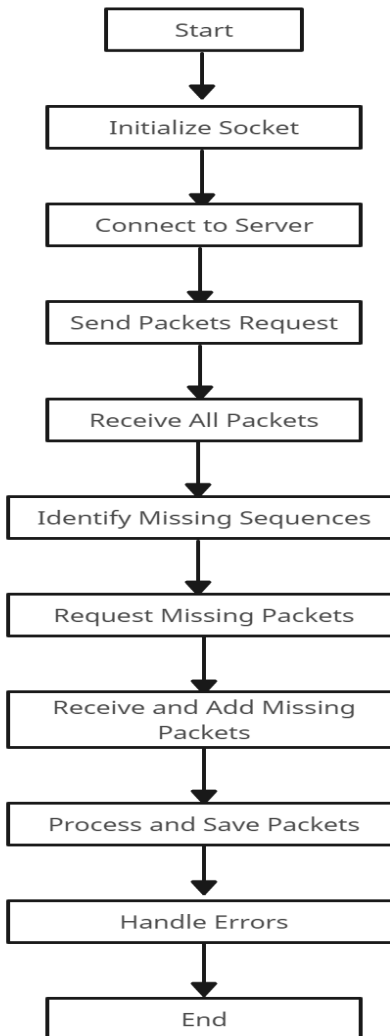 Start
Initialize Socket
Connect to Server
Send Packets Request
Receive All Packets
Identify Missing Sequences
Request Missing Packets
Receive and Add Missing
Packets
Process and Save Packets
Handle Errors
End